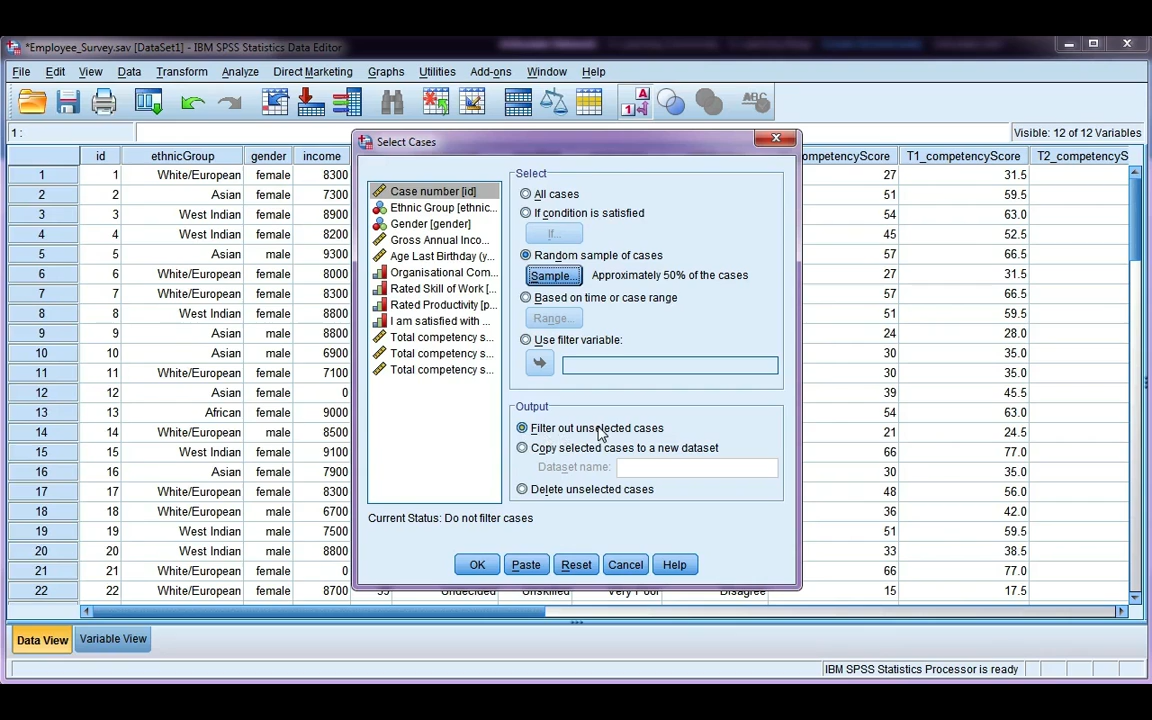 *Employee_Survey.sav [DataSet1] - IBM SPSS Statistics Data Editor
File Edit View Data Transform Analyze Direct Marketing Graphs Utilities Add-ons Window Help
1 : Visible: 12 of 12 Variables
id ethnicGroup gender income ompetencyScore T1_competencyScore T2_competencyS
1 1 White/European female 8300 27 31.5
2 2 Asian female 7300 51 59.5
3 3 West Indian female 8900 54 63.0
4 4 West Indian female 8200 45 52.5
5 5 Asian male 9300 57 66.5
6 6 White/European female 8000 27 31.5
7 7 White/European female 7300 57 66.5
8 8 West Indian female 8800 51 59.5
9 9 Asian male 8800 24 28.0
10 10 Asian male 6900 30 35.0
11 11 White/European female 7100 30 35.0
12 12 Asian female 0 39 45.5
13 13 African female 9000 54 63.0
14 14 White/European male 8500 21 24.5
15 15 West Indian female 9100 66 77.0
16 16 Asian male 7900 30 35.0
17 17 White/European female 8300 48 56.0
18 18 White/European male 6700 36 42.0
19 19 West Indian male 7500 51 59.5
20 20 West Indian male 8800 33 38.5
21 21 White/European female 0 66 77.0
22 22 White/European female 8700 Undecided Unskilled Very Poor Disagree 15 17.5
Select Cases
Case number [id]
Ethnic Group [ethnic...
Gender [gender]
Gross Annual Inco...
Age Last Birthday (y...
Organisational Com...
Rated Skill of Work [...
Rated Productivity [p...
I am satisfied with ...
Total competency s...
Total competency s...
Total competency s...
Select
All cases
If condition is satisfied
If...
Random sample of cases
Sample... Approximately 50% of the cases
Based on time or case range
Range...
Use filter variable:
Output
Filter out unselected cases
Copy selected cases to a new dataset
Dataset name:
Delete unselected cases
Current Status: Do not filter cases
OK Paste Reset Cancel Help
Data View Variable View
IBM SPSS Statistics Processor is ready